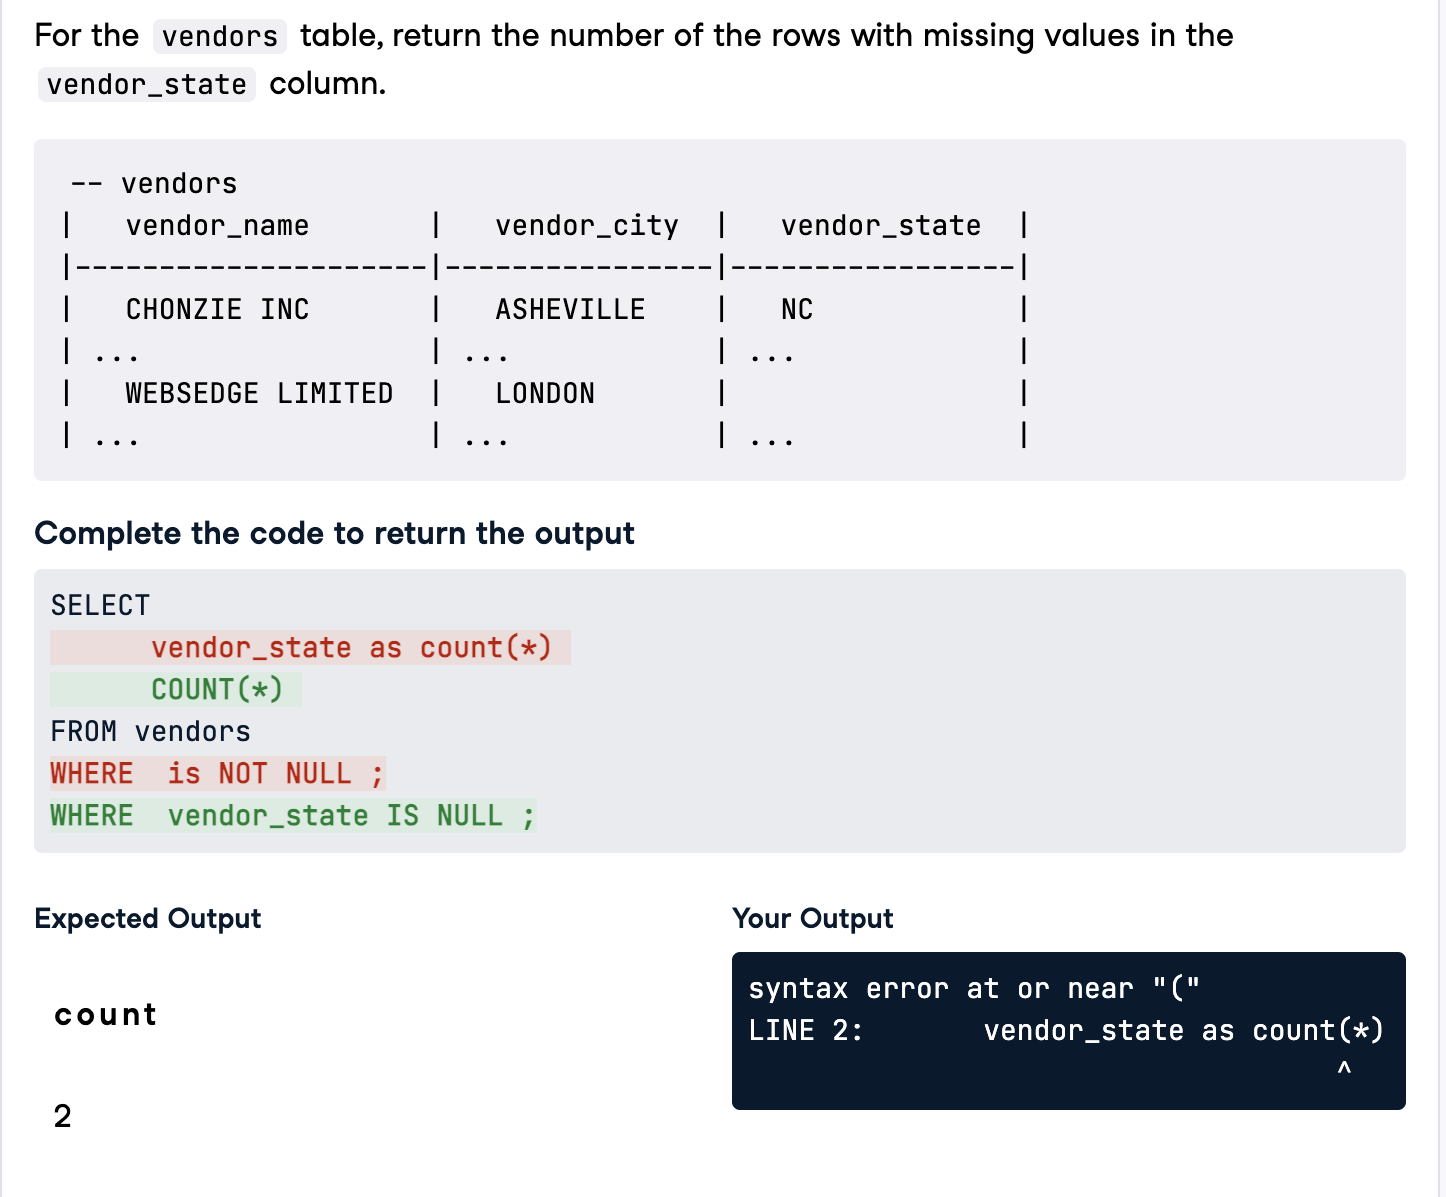 For the vendors table, return the number of the rows with missing values in the
vendor_state column.
-- vendors
|   vendor_name       |   vendor_city  |   vendor_state  |
|---------------------|----------------|-----------------|
|   CHONZIE INC       |   ASHEVILLE    |   NC            |
| ...                 | ...            | ...             |
|   WEBSEDGE LIMITED  |   LONDON       |                 |
| ...                 | ...            | ...             |
Complete the code to return the output
SELECT
      vendor_state as count(*)
      COUNT(*)
FROM vendors
WHERE  is NOT NULL ;
WHERE  vendor_state IS NULL ;
Expected Output
count
2
Your Output
syntax error at or near "("
LINE 2:       vendor_state as count(*)
                                   ^